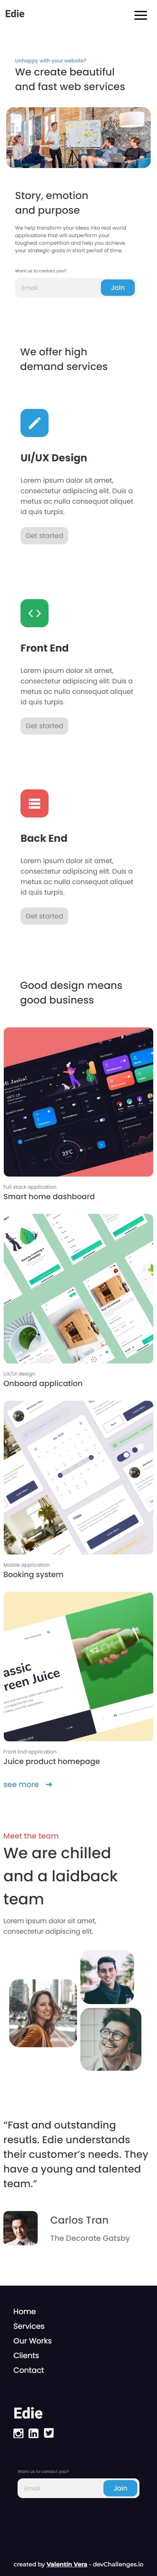 Edie
Unhappy with your website?
We create beautiful
and fast web services
Story, emotion
and purpose
We help transform your ideas into real world
applications that will outperform your
toughest competition and help you achieve
your strategic goals in short period of time.
Want us to contact you?
Email
Join
We offer high
demand services
UI/UX Design
Lorem ipsum dolor sit amet,
consectetur adipiscing elit. Duis a
metus ac nulla consequat aliquet
id quis turpis.
Get started
Front End
Lorem ipsum dolor sit amet,
consectetur adipiscing elit. Duis a
metus ac nulla consequat aliquet
id quis turpis.
Get started
Back End
Lorem ipsum dolor sit amet,
consectetur adipiscing elit. Duis a
metus ac nulla consequat aliquet
id quis turpis.
Get started
Good design means
good business
25°C
Full stack application
Smart home dashboard
UX/UI design
Onboard application
Mobile application
Booking system
assic
reen Juice
Front End application
Juice product homepage
see more
Meet the team
We are chilled
and a laidback
team
Lorem ipsum dolor sit amet,
consectetur adipiscing elit.
“Fast and outstanding
resutls. Edie understands
their customer’s needs. They
have a young and talented
team.”
Carlos Tran
The Decorate Gatsby
Home
Services
Our Works
Clients
Contact
Edie
Want us to contact you?
Email
Join
created by Valentin Vera - devChallenges.io